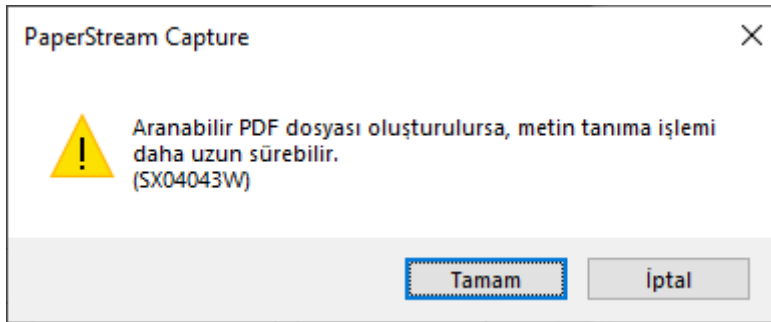 PaperStream Capture
Aranabilir PDF dosyası oluşturulursa, metin tanıma işlemi
daha uzun sürebilir.
(SX04043W)
Tamam
İptal